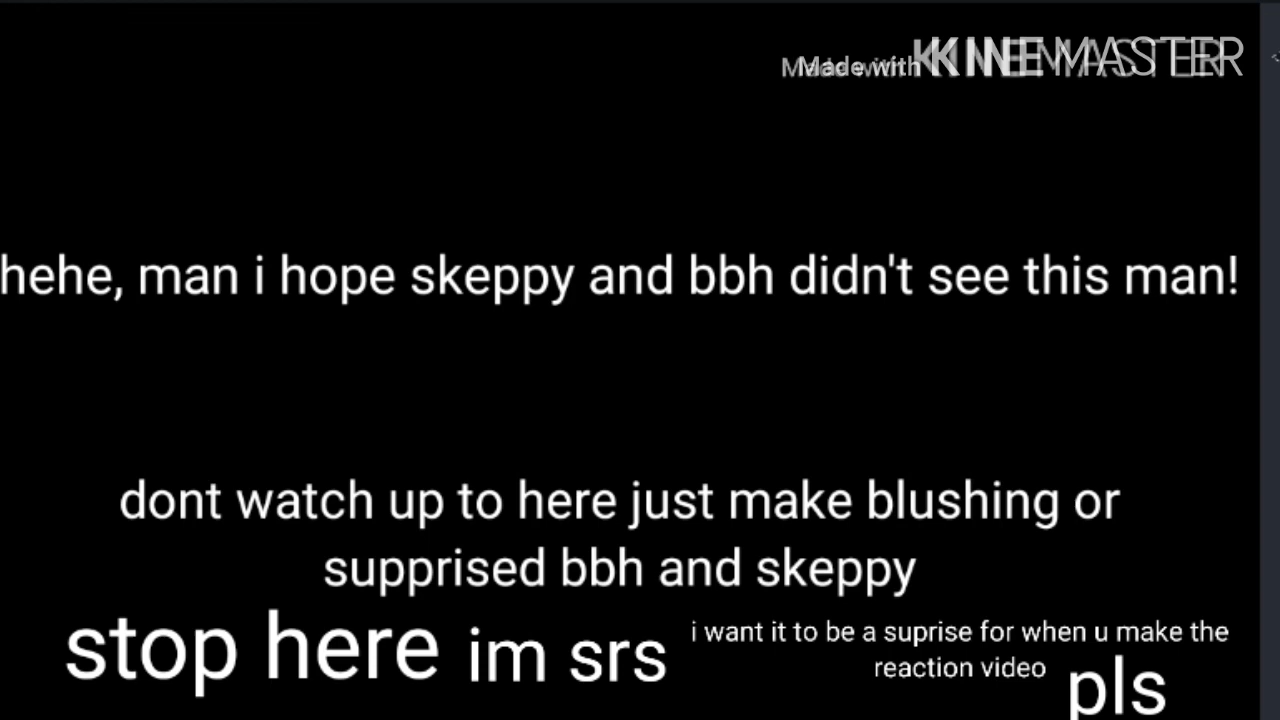 Made with KINEMASTER
hehe, man i hope skeppy and bbh didn't see this man!
dont watch up to here just make blushing or
supprised bbh and skeppy
stop here im srs
i want it to be a suprise for when u make the
reaction video
pls